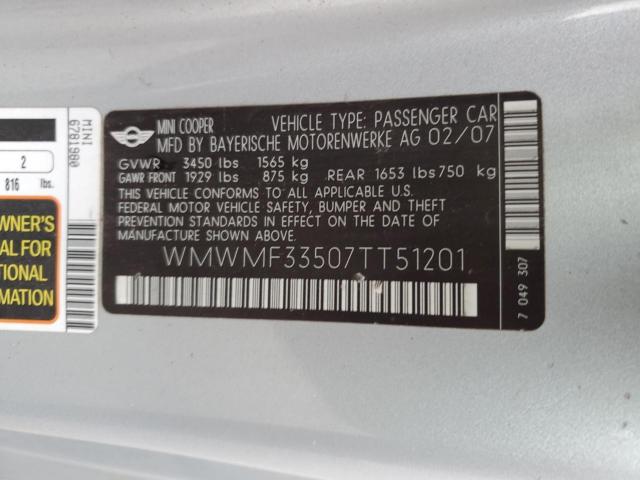 MINI COOPER
VEHICLE TYPE: PASSENGER CAR
MFD BY BAYERISCHE MOTORENWERKE AG 02/07
GVWR 3450 lbs 1565 kg
GAWR FRONT 1929 lbs 875 kg , REAR 1653 lbs 750 kg
THIS VEHICLE CONFORMS TO ALL APPLICABLE U.S.
FEDERAL MOTOR VEHICLE SAFETY, BUMPER AND THEFT
PREVENTION STANDARDS IN EFFECT ON THE DATE OF
MANUFACTURE SHOWN ABOVE.
WMWMF33507TT51201
7 049 307
MINI
6781980
2
816 lbs.
WNER'S
AL FOR
TIONAL
MATION